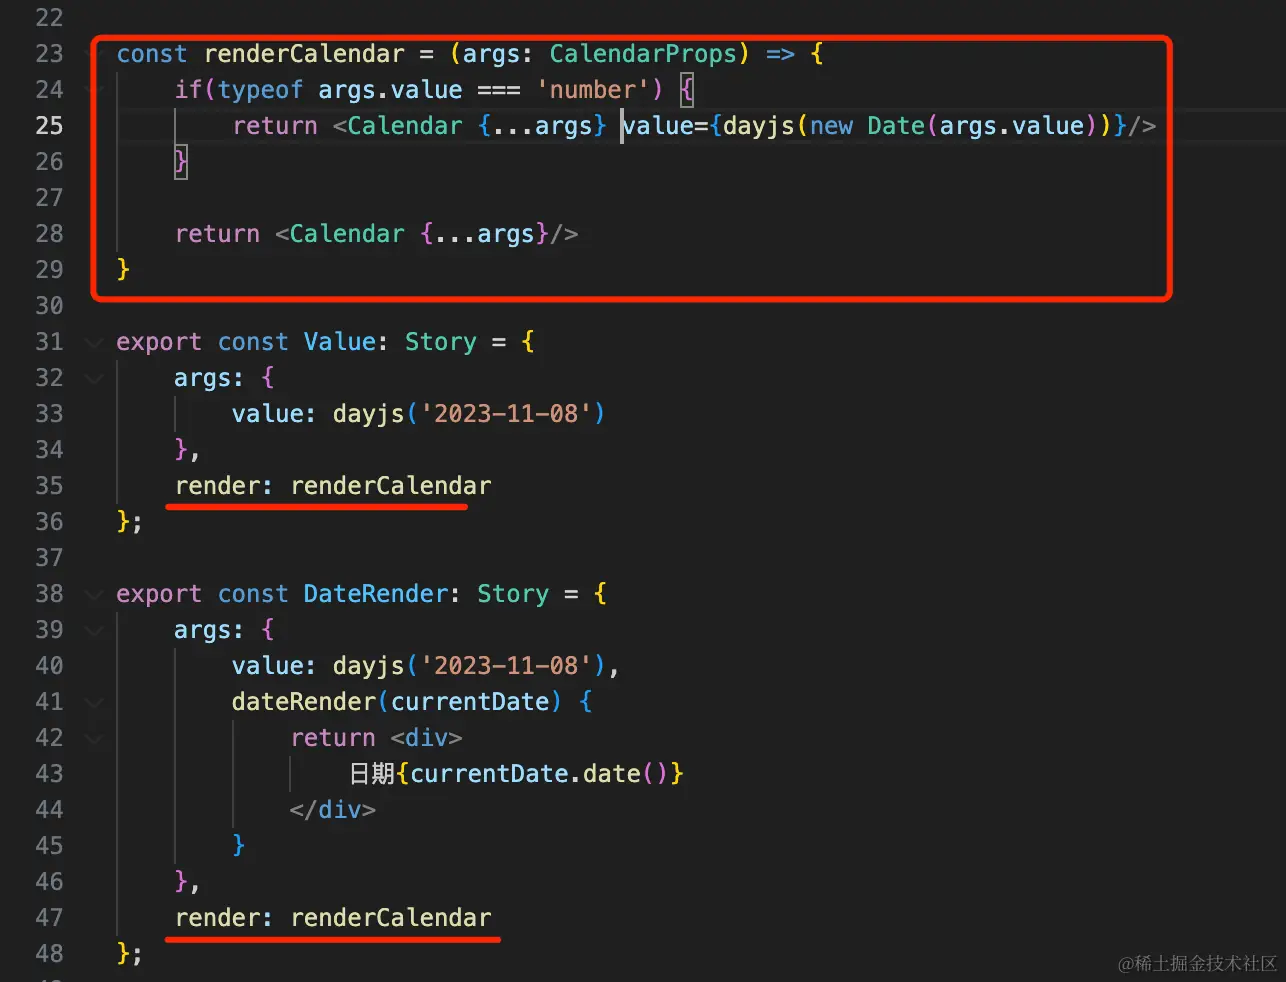 22
23 const renderCalendar = (args: CalendarProps) => {
24 if(typeof args.value === 'number') {
25 return <Calendar {...args} value={dayjs(new Date(args.value))}/>
26 }
27
28 return <Calendar {...args}/>
29 }
30
31 export const Value: Story = {
32 args: {
33 value: dayjs('2023-11-08')
34 },
35 render: renderCalendar
36 };
37
38 export const DateRender: Story = {
39 args: {
40 value: dayjs('2023-11-08'),
41 dateRender(currentDate) {
42 return <div>
43 日期{currentDate.date()}
44 </div>
45 }
46 },
47 render: renderCalendar
48 };
@稀土掘金技术社区